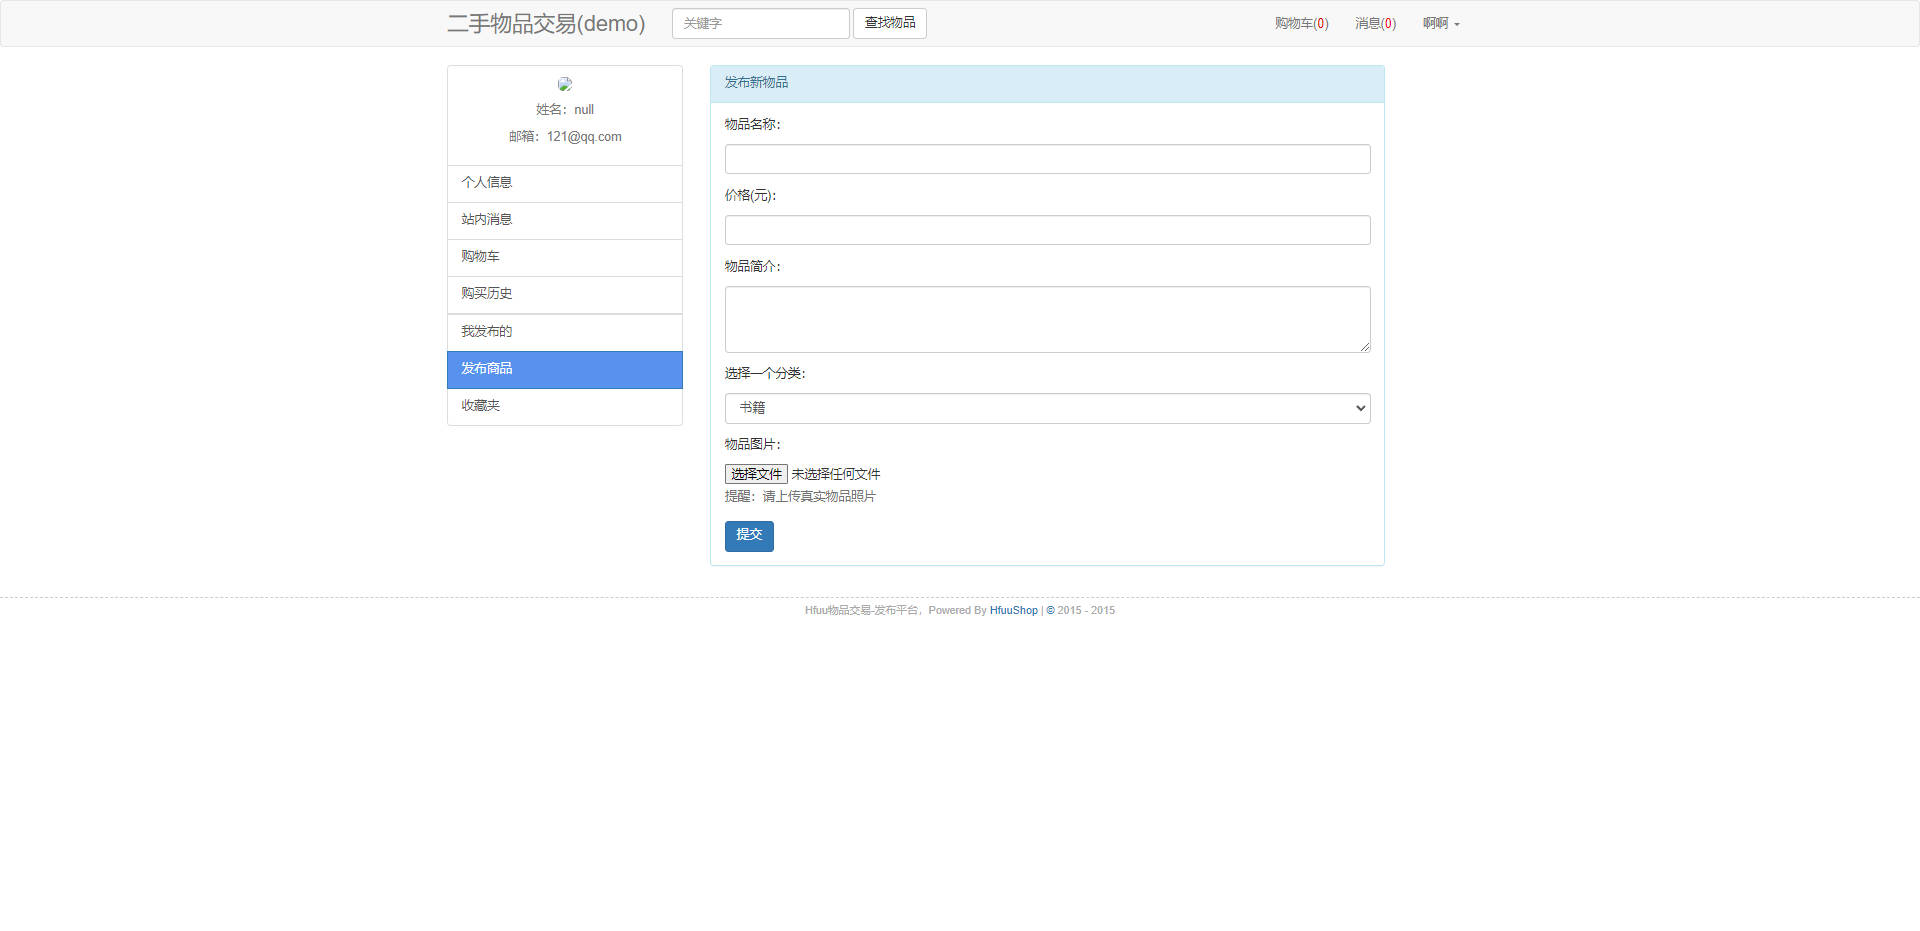 二手物品交易(demo) 关键字 查找物品 购物车(0) 消息(0) 啊啊
姓名：null
邮箱：121@qq.com
个人信息
站内消息
购物车
购买历史
我发布的
发布商品
收藏夹
发布新物品
物品名称：
价格(元)：
物品简介：
选择一个分类：
书籍
物品图片：
选择文件 未选择任何文件
提醒：请上传真实物品照片
提交
Hfuu物品交易-发布平台，Powered By HfuuShop | © 2015 - 2015